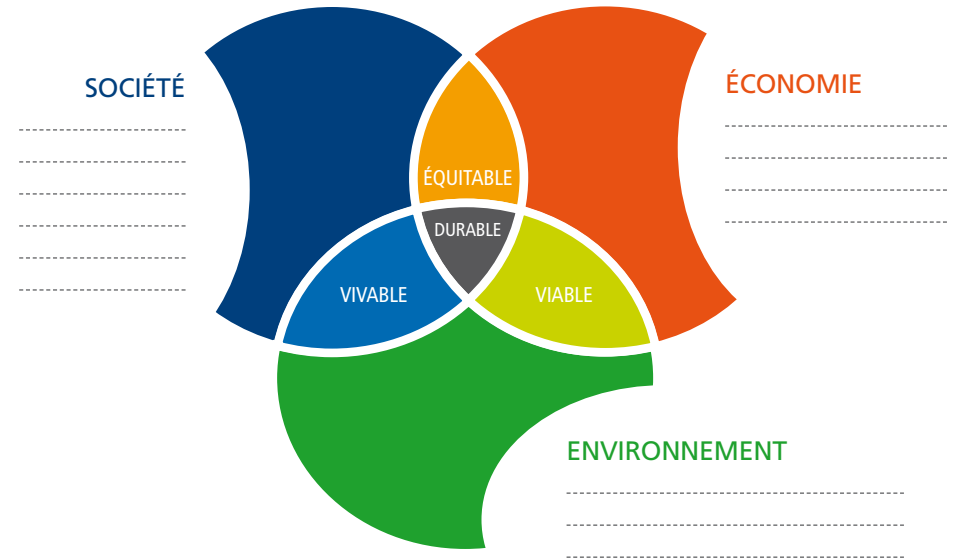 SOCIÉTÉ
ÉCONOMIE
ÉQUITABLE
DURABLE
VIVABLE
VIABLE
ENVIRONNEMENT